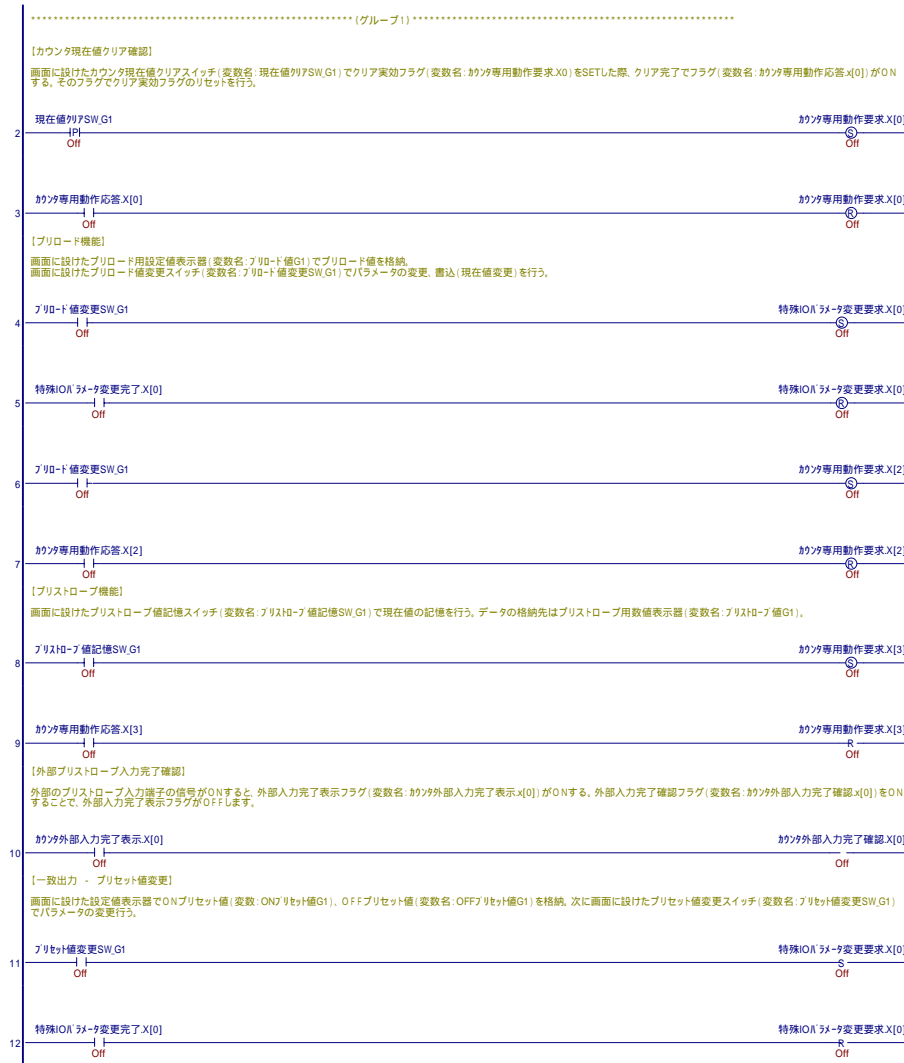 ******************************************************(グループ1)******************************************************
【カウンタ現在値クリア確認】
画面に設けたカウンタ現在値クリアスイッチ(変数名:現在値ｸﾘｱSW_G1)でクリア実効フラグ(変数名:ｶｳﾝﾀ専用動作要求.X0)をSETした際、クリア完了でフラグ(変数名:ｶｳﾝﾀ専用動作応答.x[0])がON
する。そのフラグでクリア実効フラグのリセットを行う。
現在値ｸﾘｱSW_G1 ｶｳﾝﾀ専用動作要求.X[0]
2 P S
Off Off
ｶｳﾝﾀ専用動作応答.X[0] ｶｳﾝﾀ専用動作要求.X[0]
3 R
Off Off
【プリロード機能】
画面に設けたプリロード用設定値表示器(変数名:ﾌﾟﾘﾛｰﾄﾞ値G1)でプリロード値を格納。
画面に設けたプリロード値変更スイッチ(変数名:ﾌﾟﾘﾛｰﾄﾞ値変更SW_G1)でパラメータの変更、書込(現在値変更)を行う。
ﾌﾟﾘﾛｰﾄﾞ値変更SW_G1 特殊IOﾊﾟﾗﾒｰﾀ変更要求.X[0]
4 S
Off Off
特殊IOﾊﾟﾗﾒｰﾀ変更完了.X[0] 特殊IOﾊﾟﾗﾒｰﾀ変更要求.X[0]
5 R
Off Off
ﾌﾟﾘﾛｰﾄﾞ値変更SW_G1 ｶｳﾝﾀ専用動作要求.X[2]
6 S
Off Off
ｶｳﾝﾀ専用動作応答.X[2] ｶｳﾝﾀ専用動作要求.X[2]
7 R
Off Off
【プリストローブ機能】
画面に設けたプリストローブ値記憶スイッチ(変数名:ﾌﾟﾘｽﾄﾛｰﾌﾞ値記憶SW_G1)で現在値の記憶を行う。データの格納先はプリストローブ用数値表示器(変数名:ﾌﾟﾘｽﾄﾛｰﾌﾞ値G1)。
ﾌﾟﾘｽﾄﾛｰﾌﾞ値記憶SW_G1 ｶｳﾝﾀ専用動作要求.X[3]
8 S
Off Off
ｶｳﾝﾀ専用動作応答.X[3] ｶｳﾝﾀ専用動作要求.X[3]
9 R
Off Off
【外部プリストローブ入力完了確認】
外部のプリストローブ入力端子の信号がONすると、外部入力完了表示フラグ(変数名:ｶｳﾝﾀ外部入力完了表示.x[0])がONする。外部入力完了確認フラグ(変数名:ｶｳﾝﾀ外部入力完了確認.x[0])をON
することで、外部入力完了表示フラグがOFFします。
ｶｳﾝﾀ外部入力完了表示.X[0] ｶｳﾝﾀ外部入力完了確認.X[0]
10
Off Off
【一致出力 - プリセット値変更】
画面に設けた設定値表示器でONプリセット値(変数:ONﾌﾟﾘｾｯﾄ値G1)、OFFプリセット値(変数名:OFFﾌﾟﾘｾｯﾄ値G1)を格納。次に画面に設けたプリセット値変更スイッチ(変数名:ﾌﾟﾘｾｯﾄ値変更SW_G1)
でパラメータの変更行う。
ﾌﾟﾘｾｯﾄ値変更SW_G1 特殊IOﾊﾟﾗﾒｰﾀ変更要求.X[0]
11 S
Off Off
特殊IOﾊﾟﾗﾒｰﾀ変更完了.X[0] 特殊IOﾊﾟﾗﾒｰﾀ変更要求.X[0]
12 R
Off Off